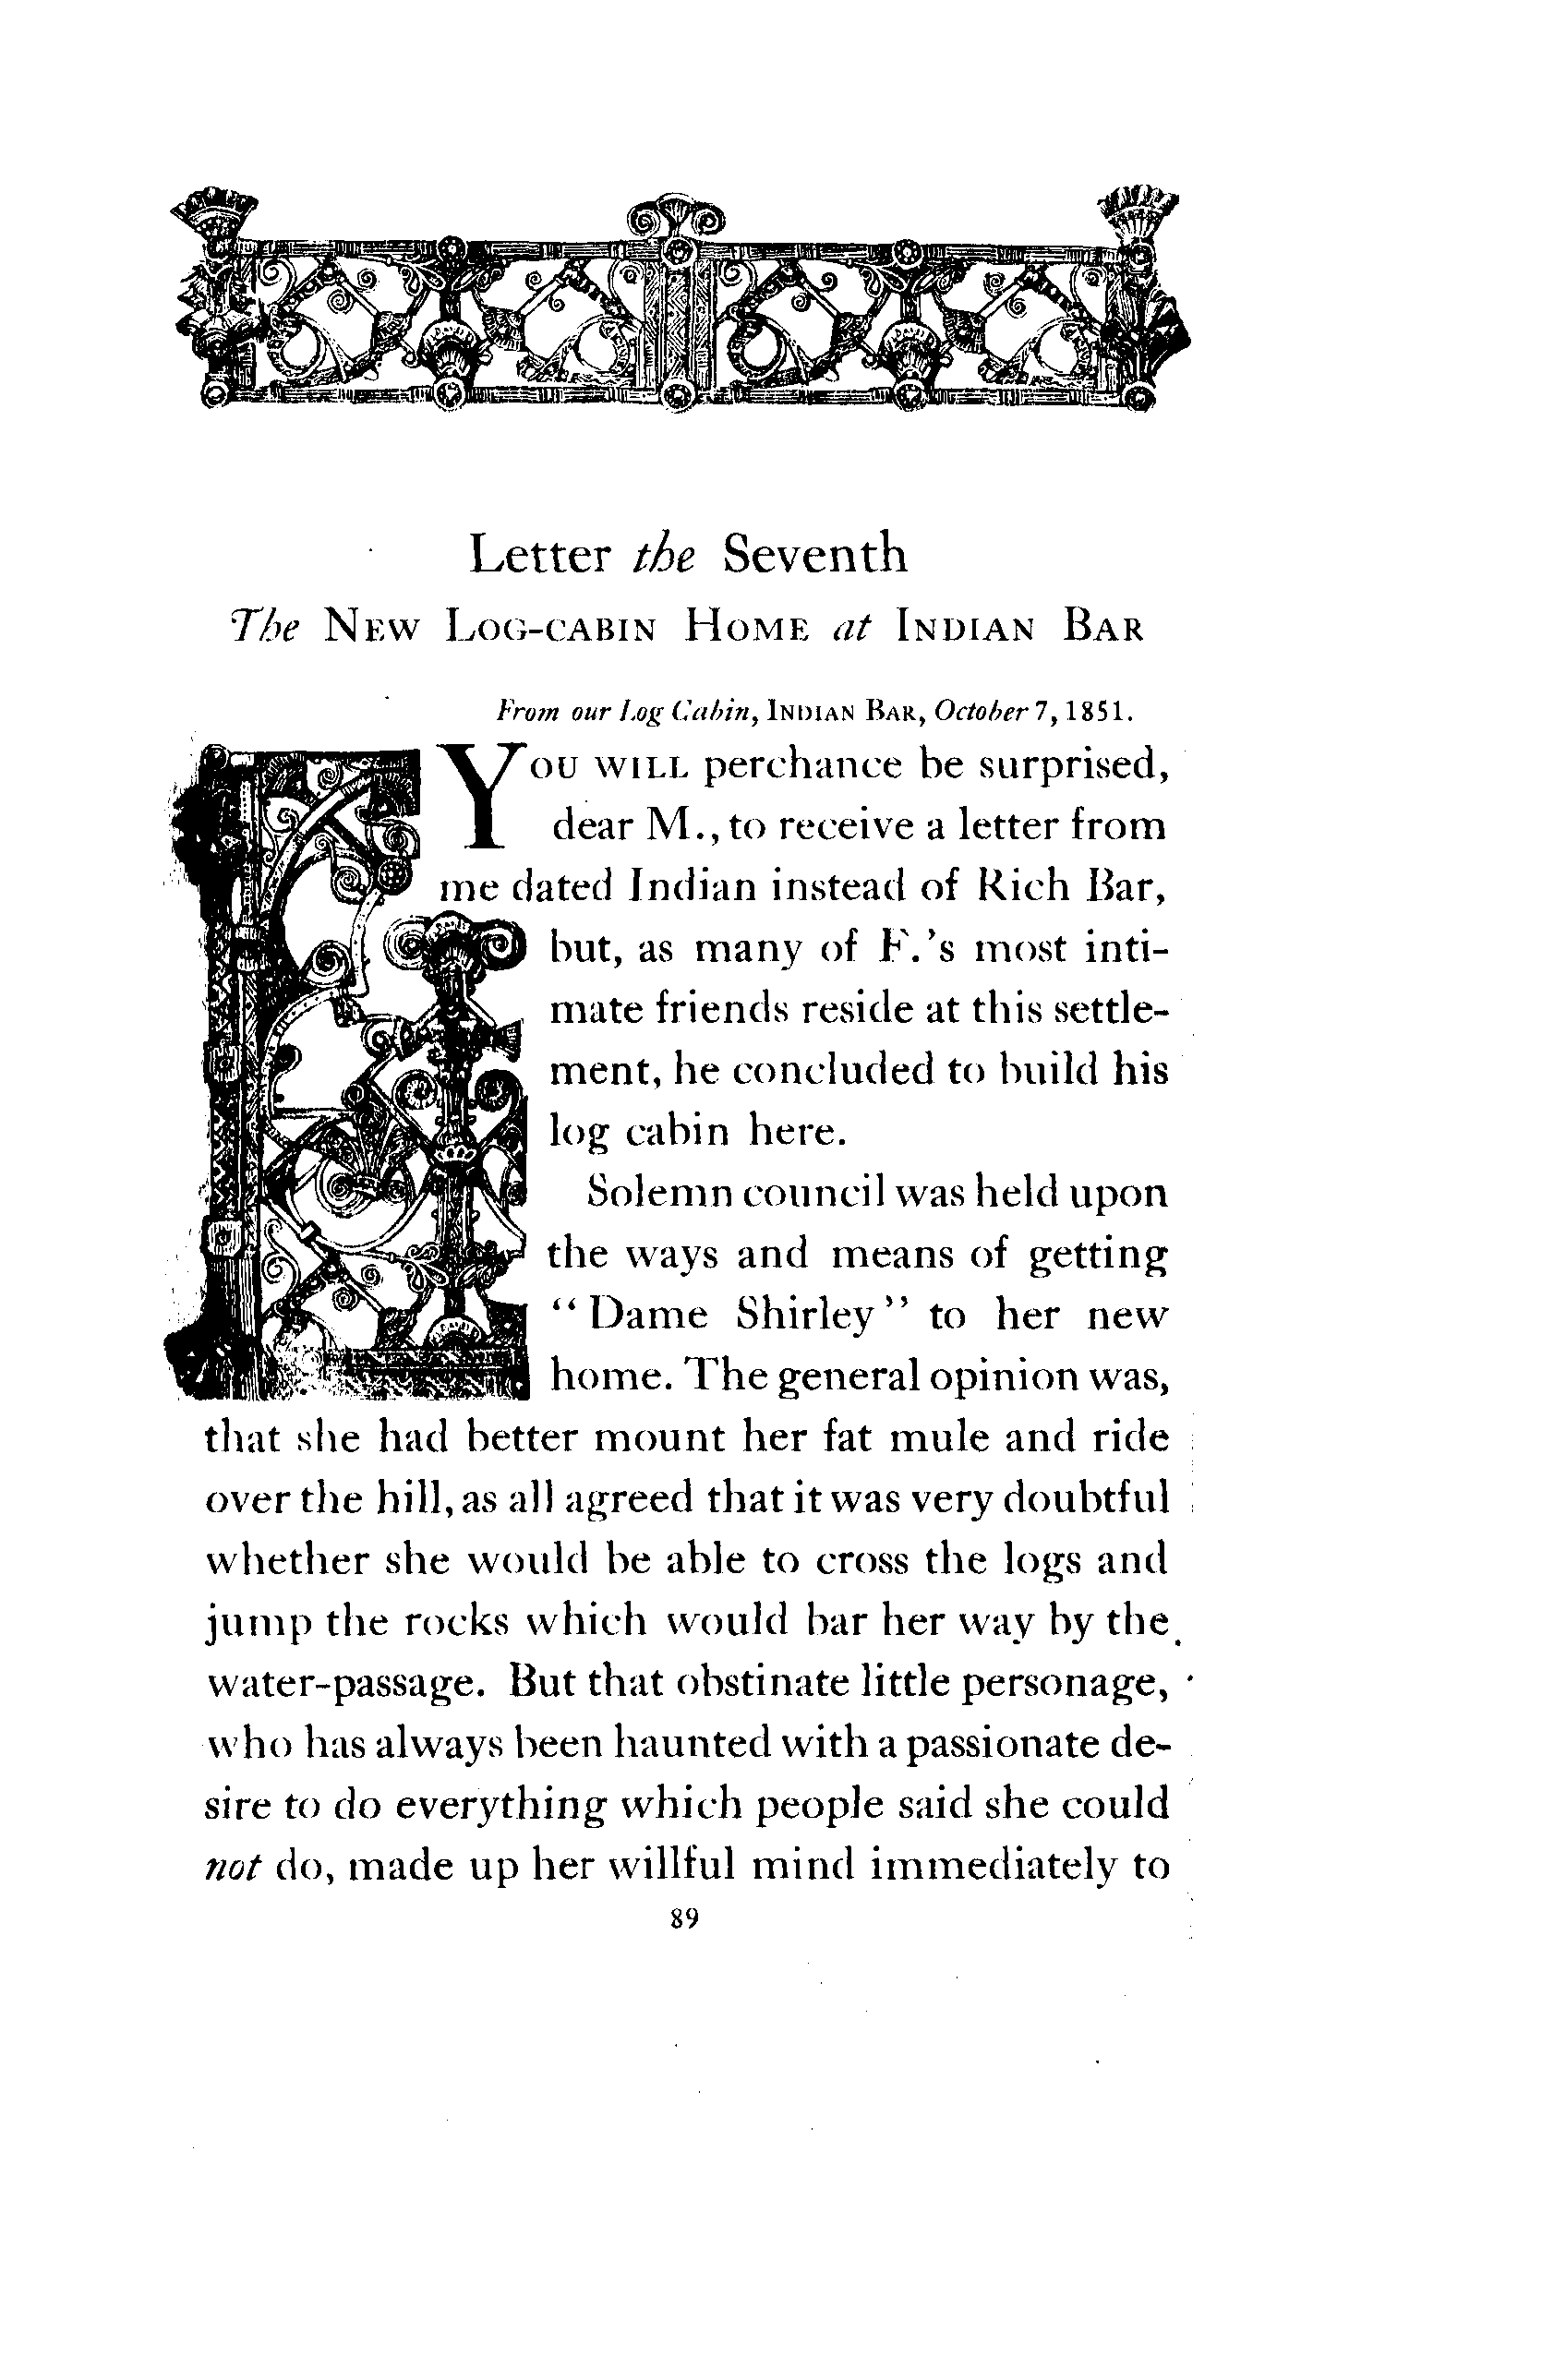 Letter the Seventh
The New Log-cabin Home at Indian Bar
From our Log Cabin, Indian Bar, October 7, 1851.
You will perchance be surprised,
dear M., to receive a letter from
me dated Indian instead of Rich Bar,
but, as many of F.'s most inti-
mate friends reside at this settle-
ment, he concluded to build his
log cabin here.
Solemn council was held upon
the ways and means of getting
“Dame Shirley” to her new
home. The general opinion was,
that she had better mount her fat mule and ride
over the hill, as all agreed that it was very doubtful
whether she would be able to cross the logs and
jump the rocks which would bar her way by the
water-passage. But that obstinate little personage,
who has always been haunted with a passionate de-
sire to do everything which people said she could
not do, made up her willful mind immediately to
89